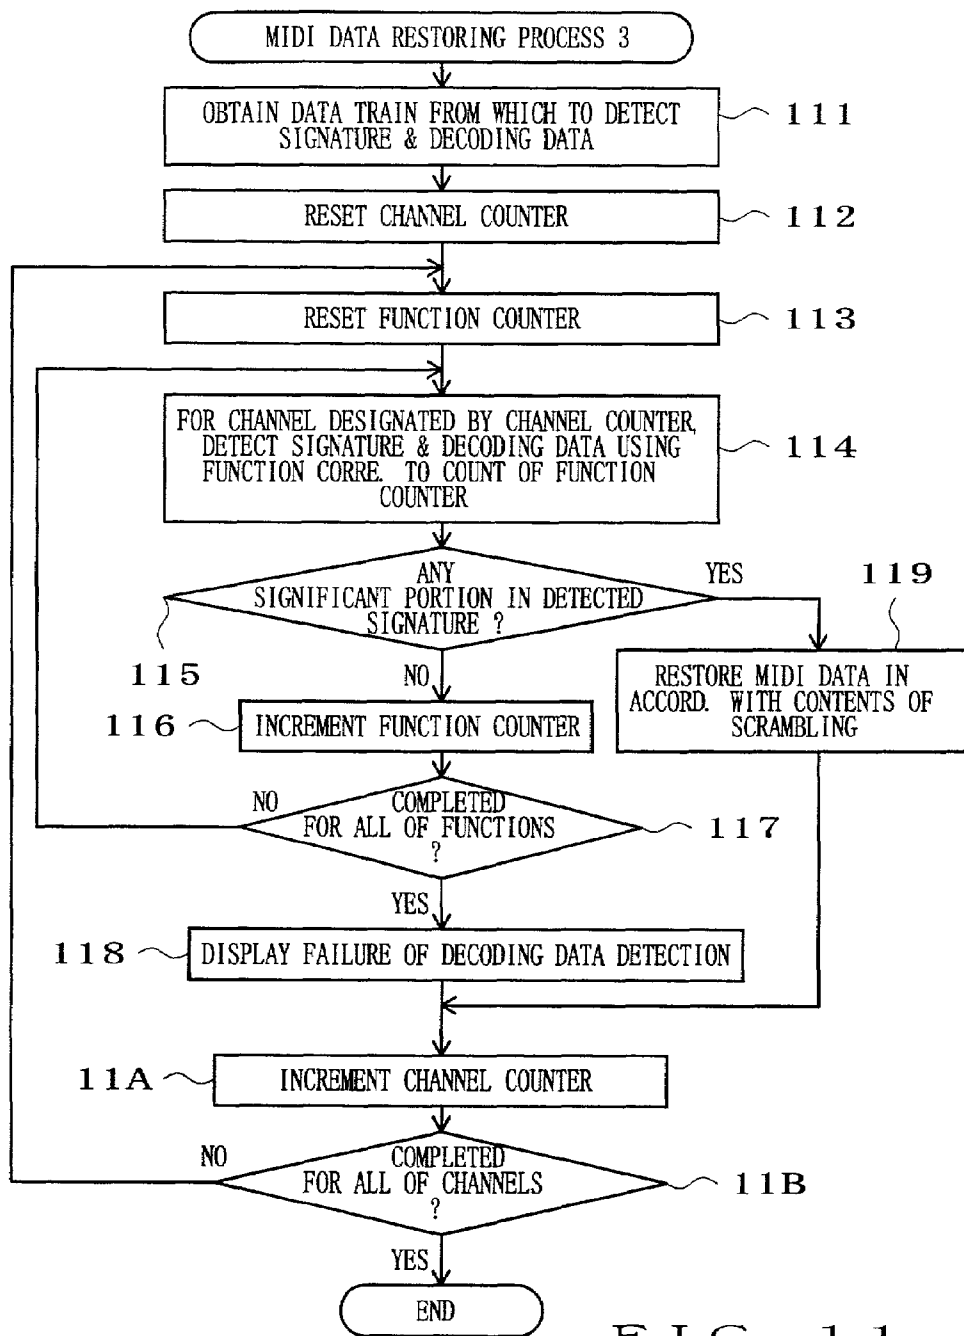 MIDI DATA RESTORING PROCESS 3
OBTAIN DATA TRAIN FROM WHICH TO DETECT
SIGNATURE & DECODING DATA
111
RESET CHANNEL COUNTER
112
RESET FUNCTION COUNTER
113
FOR CHANNEL DESIGNATED BY CHANNEL COUNTER,
DETECT SIGNATURE & DECODING DATA USING
FUNCTION CORRE. TO COUNT OF FUNCTION
COUNTER
114
ANY
SIGNIFICANT PORTION IN DETECTED
SIGNATURE ?
115
YES
NO
119
RESTORE MIDI DATA IN
ACCORD. WITH CONTENTS OF
SCRAMBLING
116
INCREMENT FUNCTION COUNTER
NO
COMPLETED
FOR ALL OF FUNCTIONS
?
117
YES
118
DISPLAY FAILURE OF DECODING DATA DETECTION
11A
INCREMENT CHANNEL COUNTER
NO
COMPLETED
FOR ALL OF CHANNELS
?
11B
YES
END
FIG. 11